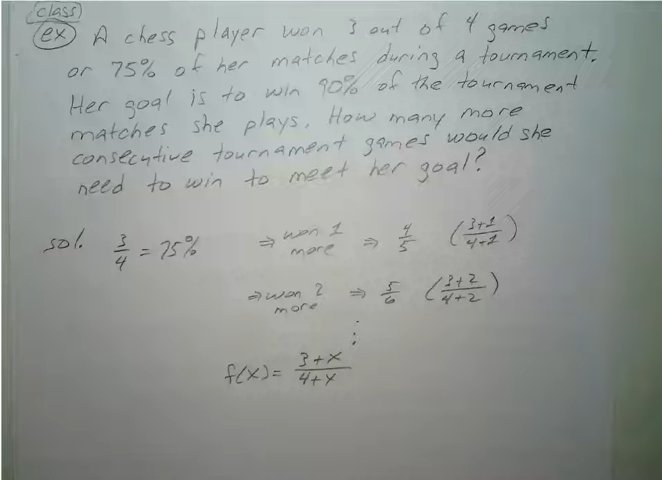 (class)
(ex) A chess player won 3 out of 4 games
or 75% of her matches during a tournament.
Her goal is to win 90% of the tournament
matches she plays. How many more
consecutive tournament games would she
need to win to meet her goal?
sol. 3/4 = 75% ⇒ won 1 more ⇒ 4/5 (3+1/4+1)
⇒ won 2 more ⇒ 5/6 (3+2/4+2)
⋮
f(x) = 3+x/4+x